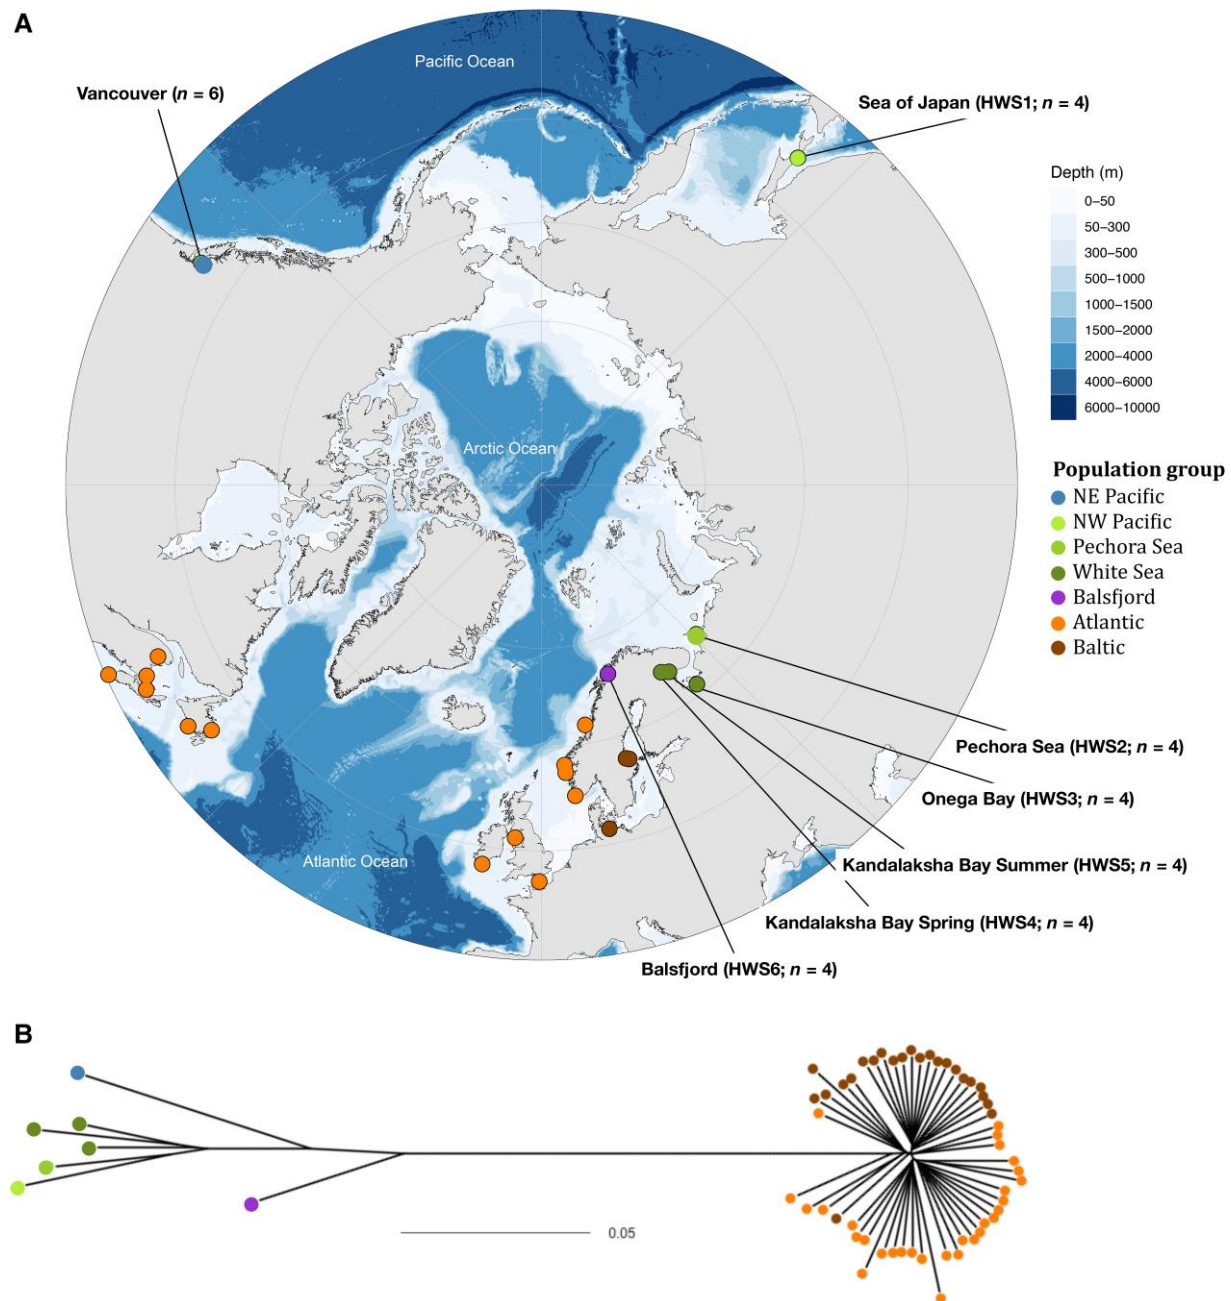 A
Pacific Ocean
Vancouver (n = 6)
Sea of Japan (HWS1; n = 4)
Depth (m)
0–50
50–300
300–500
500–1000
1000–1500
1500–2000
2000–4000
4000–6000
6000–10000
Arctic Ocean
Population group
NE Pacific
NW Pacific
Pechora Sea
White Sea
Balsfjord
Atlantic
Baltic
Pechora Sea (HWS2; n = 4)
Onega Bay (HWS3; n = 4)
Atlantic Ocean
Kandalaksha Bay Summer (HWS5; n = 4)
Kandalaksha Bay Spring (HWS4; n = 4)
Balsfjord (HWS6; n = 4)
B
0.05